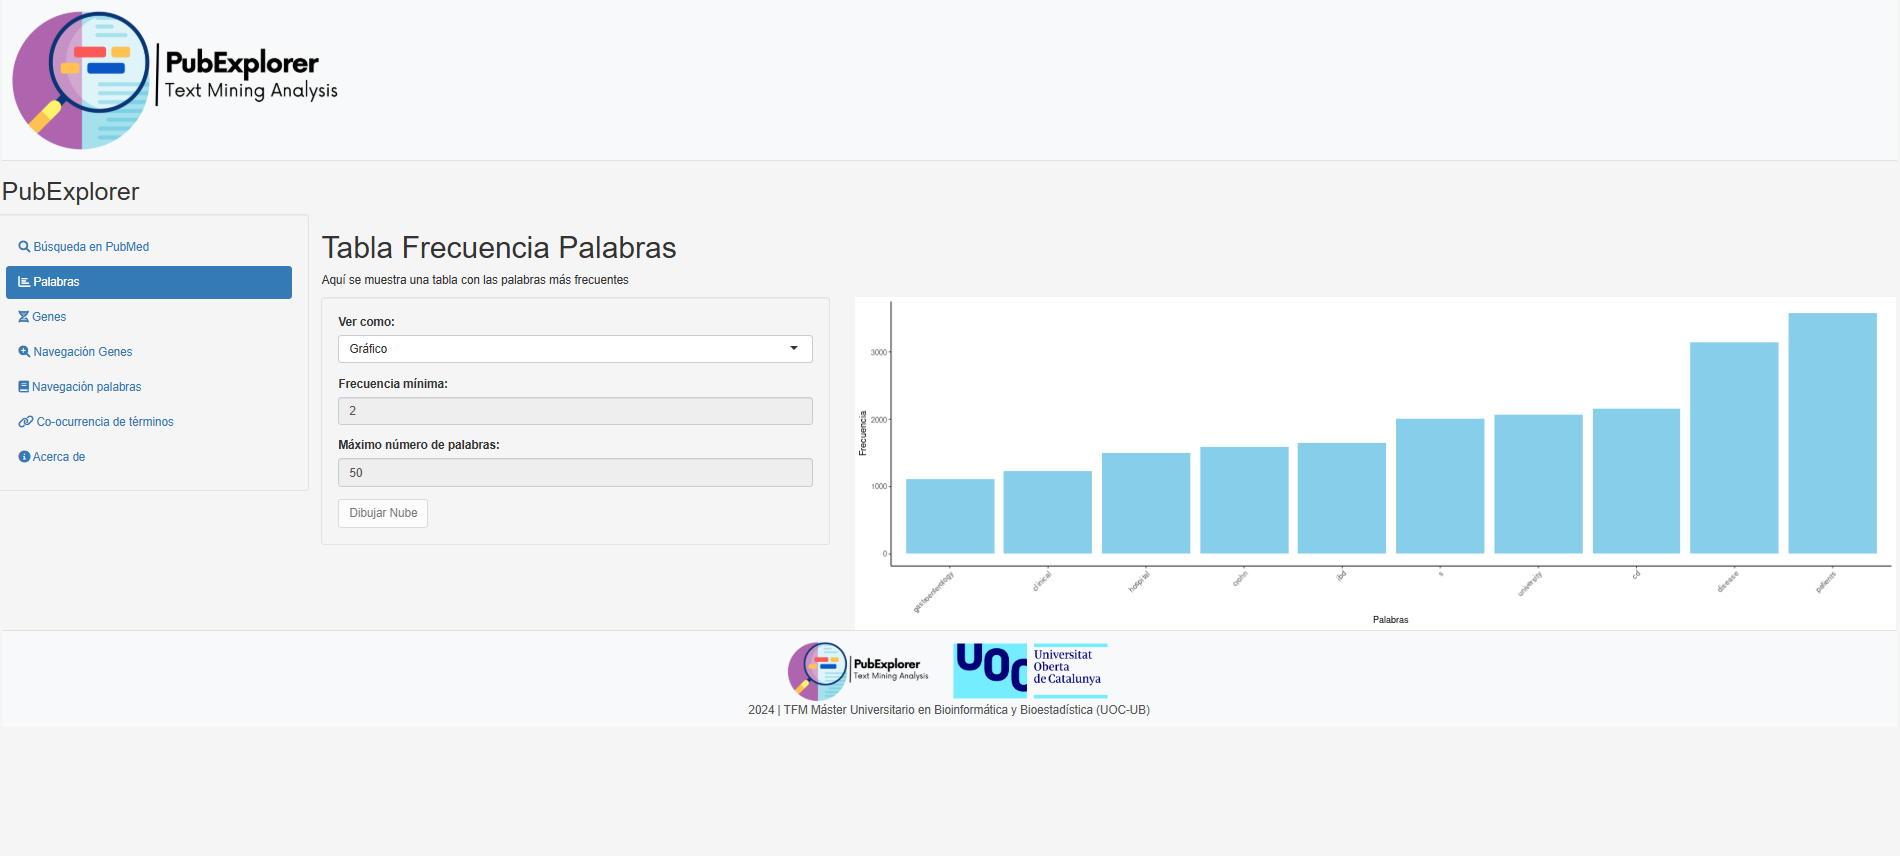 PubExplorer
Text Mining Analysis
PubExplorer
Búsqueda en PubMed
Palabras
Genes
Navegación Genes
Navegación palabras
Co-ocurrencia de términos
Acerca de
Tabla Frecuencia Palabras
Aquí se muestra una tabla con las palabras más frecuentes
Ver como:
Gráfico
Frecuencia mínima:
2
Máximo número de palabras:
50
Dibujar Nube
Frecuencia
3000
2000
1000
0
gastroenterology
clinical
hospital
crohn
ibd
s
university
cd
disease
patients
Palabras
PubExplorer
Text Mining Analysis
UOC
Universitat
Oberta
de Catalunya
2024 | TFM Máster Universitario en Bioinformática y Bioestadística (UOC-UB)